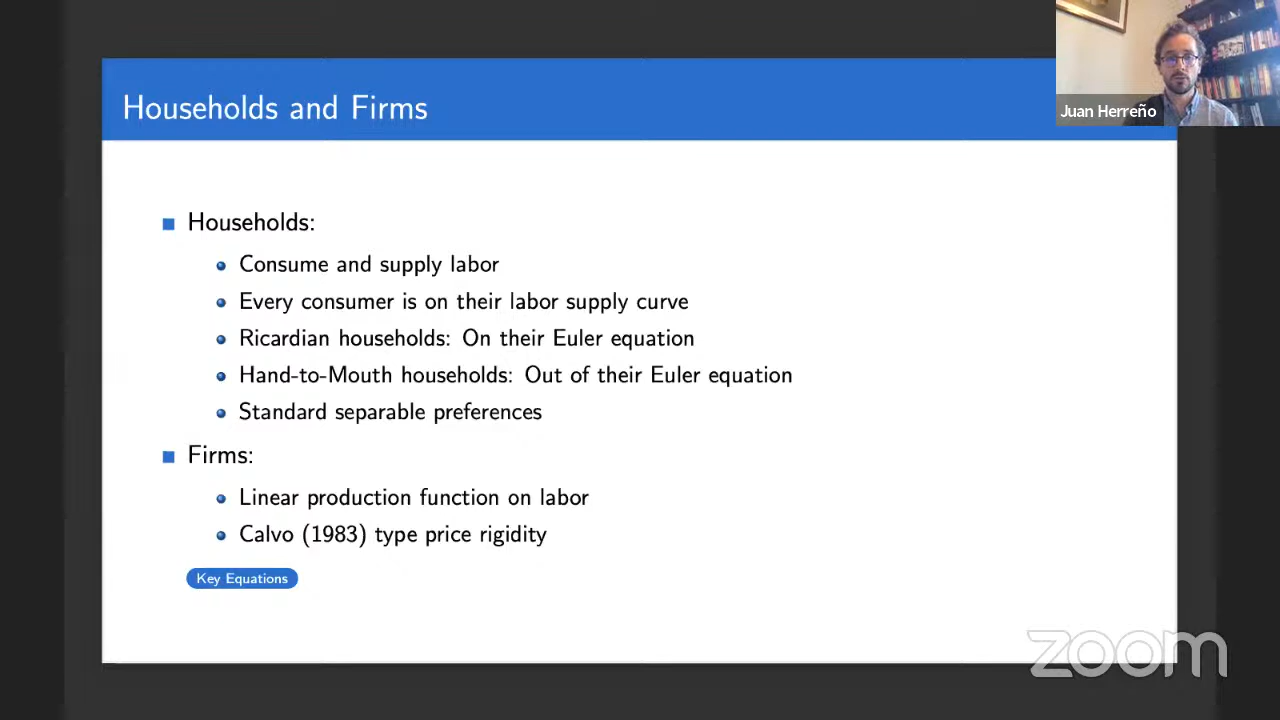 Households and Firms
Juan Herreño
Households:
Consume and supply labor
Every consumer is on their labor supply curve
Ricardian households: On their Euler equation
Hand-to-Mouth households: Out of their Euler equation
Standard separable preferences
Firms:
Linear production function on labor
Calvo (1983) type price rigidity
Key Equations
zoom